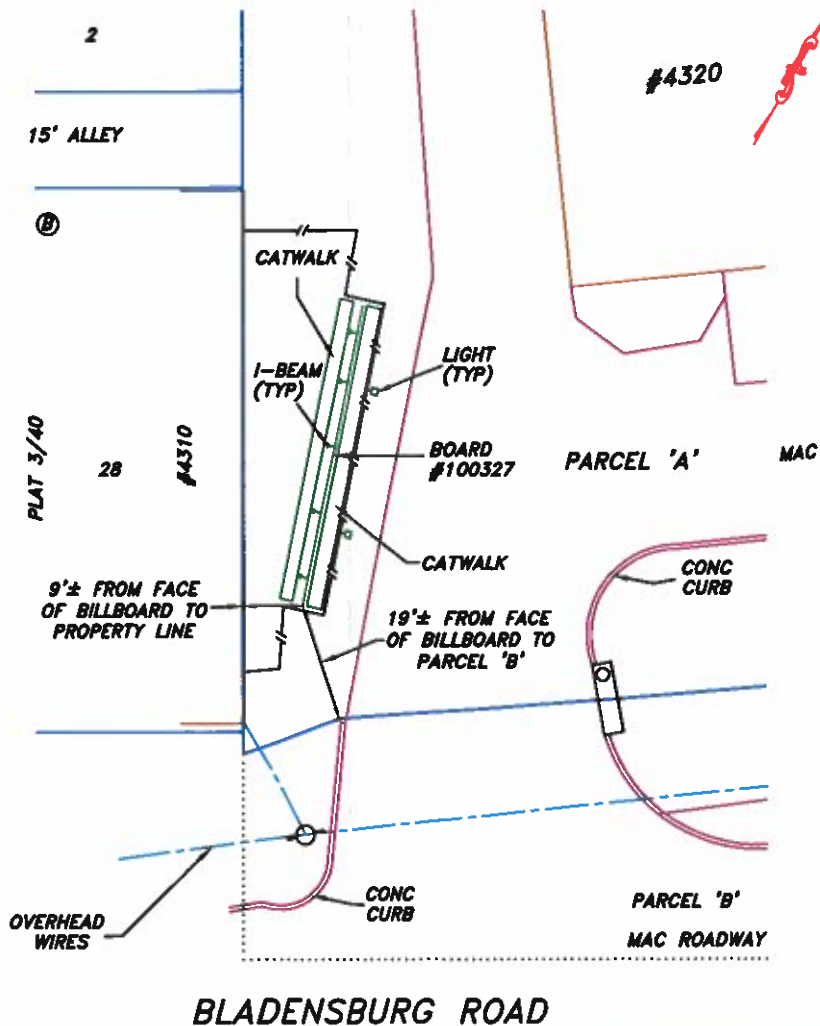 2
#4320
15' ALLEY
B
CATWALK
I-BEAM
(TYP)
LIGHT
(TYP)
PLAT 3/40
28
#4310
BOARD
#100327
PARCEL 'A'
MAC
CATWALK
CONC
CURB
9'± FROM FACE
OF BILLBOARD TO
PROPERTY LINE
19'± FROM FACE
OF BILLBOARD TO
PARCEL 'B'
OVERHEAD
WIRES
CONC
CURB
PARCEL 'B'
MAC ROADWAY
BLADENSBURG ROAD